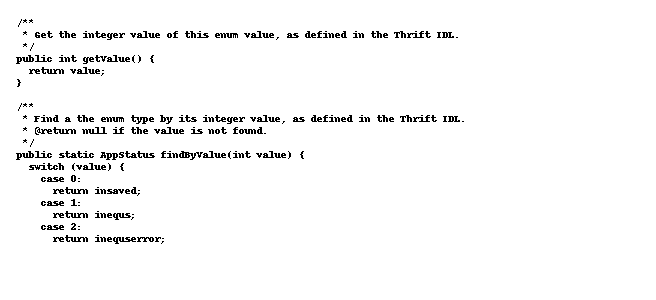 /**
 * Get the integer value of this enum value, as defined in the Thrift IDL.
 */
public int getValue() {
  return value;
}

/**
 * Find a the enum type by its integer value, as defined in the Thrift IDL.
 * @return null if the value is not found.
 */
public static AppStatus findByValue(int value) {
  switch (value) {
    case 0:
      return insaved;
    case 1:
      return inequs;
    case 2:
      return inequserror;